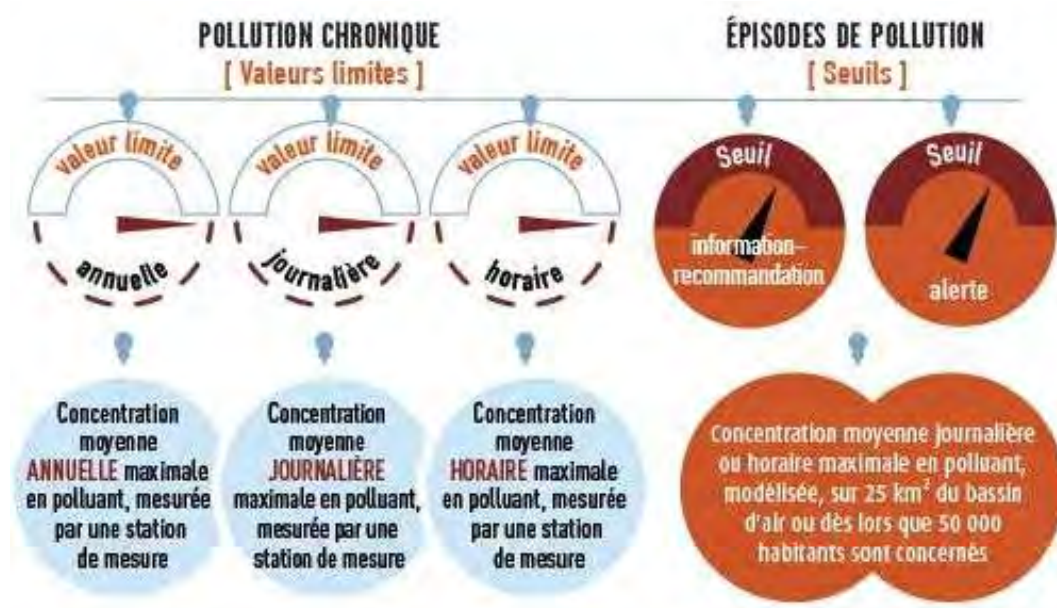 POLLUTION CHRONIQUE
[ Valeurs limites ]
ÉPISODES DE POLLUTION
[ Seuils ]
valeur limite
annuelle
valeur limite
journalière
valeur limite
horaire
Seuil
information–
recommandation
Seuil
alerte
Concentration
moyenne
ANNUELLE maximale
en polluant, mesurée
par une station
de mesure
Concentration
moyenne
JOURNALIÈRE
maximale en polluant,
mesurée par une
station de mesure
Concentration
moyenne
HORAIRE maximale
en polluant, mesurée
par une station
de mesure
Concentration moyenne journalière
ou horaire maximale en polluant,
modélisée, sur 25 km² du bassin
d'air ou dès lors que 50 000
habitants sont concernés